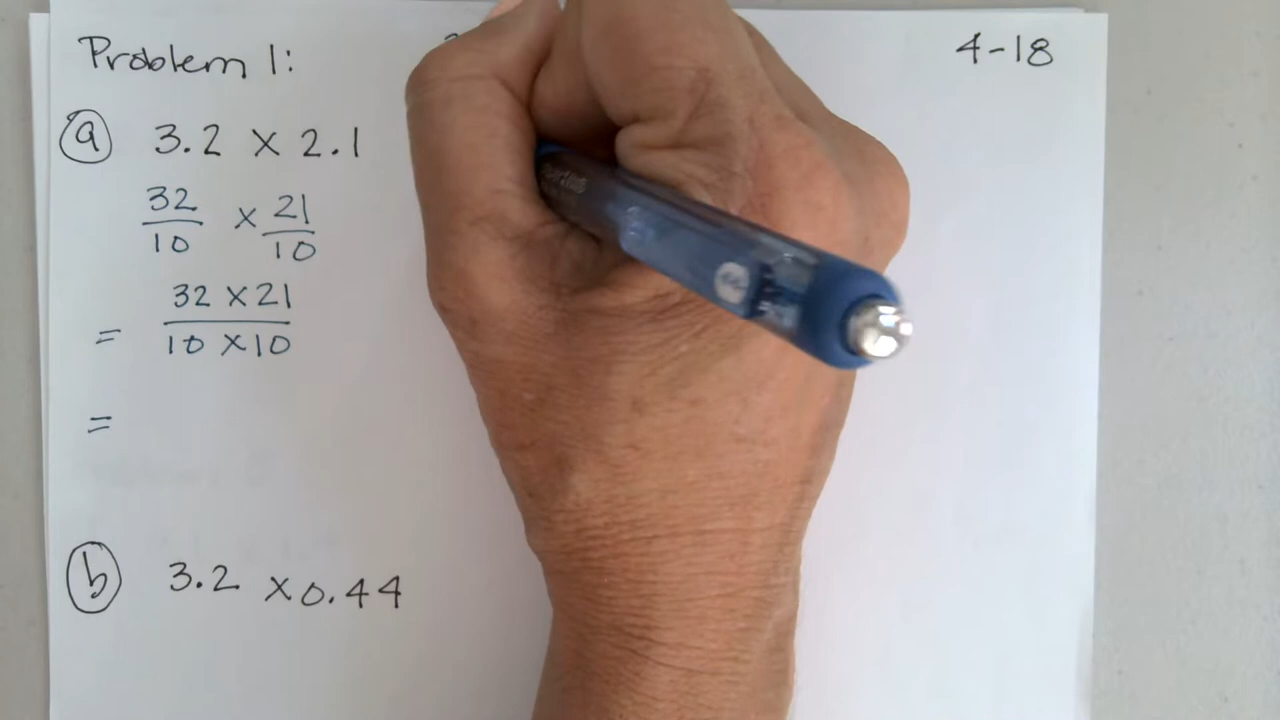 Problem 1:
4-18
(a) 3.2 × 2.1
32/10 × 21/10
= 32 × 21 / 10 × 10
=
(b) 3.2 × 0.44